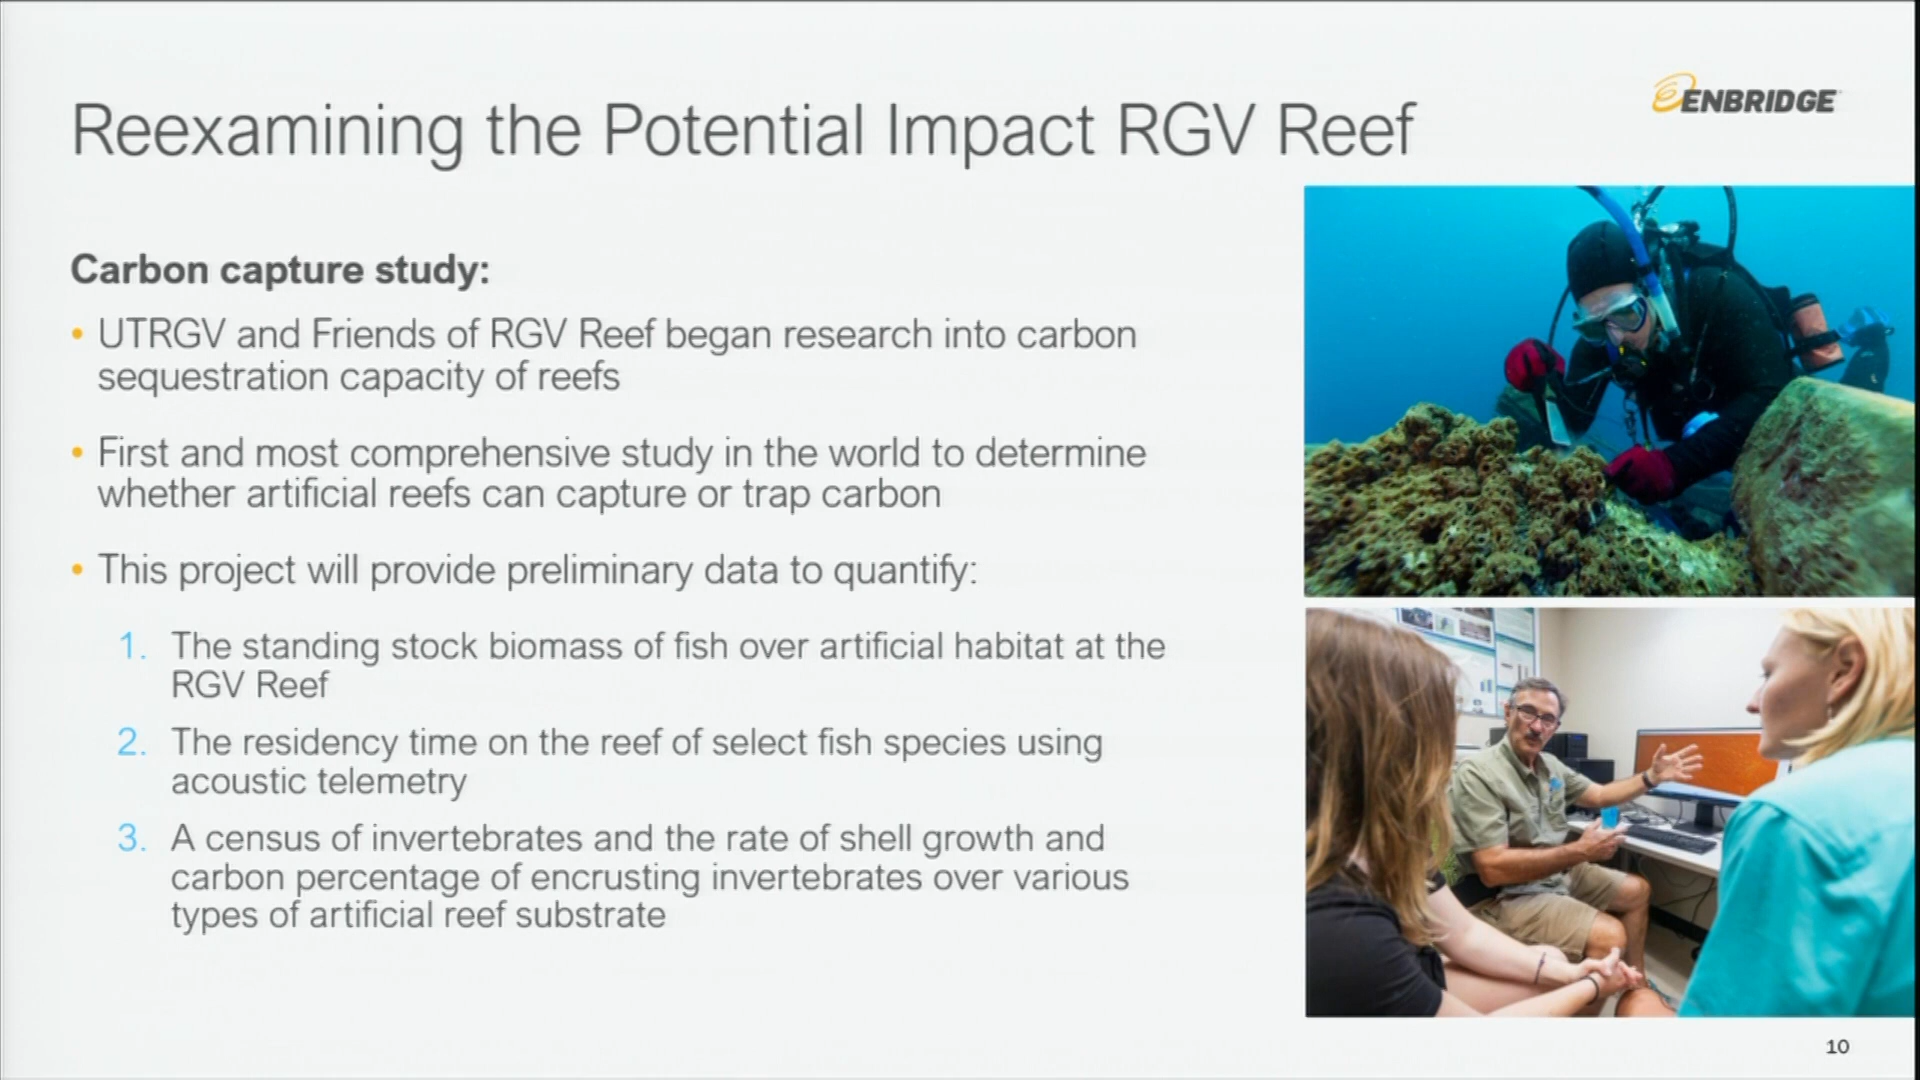 ENBRIDGE
Reexamining the Potential Impact RGV Reef
Carbon capture study:
• UTRGV and Friends of RGV Reef began research into carbon
sequestration capacity of reefs
• First and most comprehensive study in the world to determine
whether artificial reefs can capture or trap carbon
• This project will provide preliminary data to quantify:
1. The standing stock biomass of fish over artificial habitat at the
RGV Reef
2. The residency time on the reef of select fish species using
acoustic telemetry
3. A census of invertebrates and the rate of shell growth and
carbon percentage of encrusting invertebrates over various
types of artificial reef substrate
10